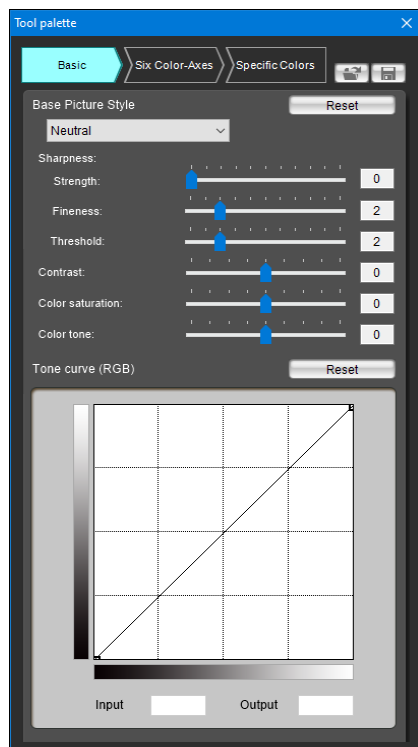 Tool palette
Basic Six Color-Axes Specific Colors
Base Picture Style Reset
Neutral
Sharpness:
Strength: 0
Fineness: 2
Threshold: 2
Contrast: 0
Color saturation: 0
Color tone: 0
Tone curve (RGB) Reset
Input Output